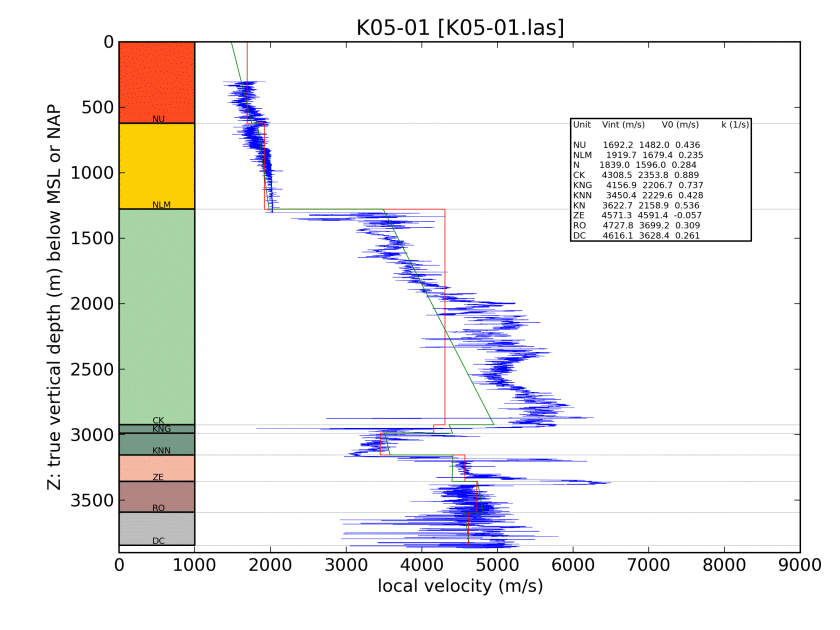 K05-01 [K05-01.las]
Z: true vertical depth (m) below MSL or NAP
0
500
1000
1500
2000
2500
3000
3500
NU
NLM
CK
KNG
KNN
ZE
RO
DC
Unit Vint (m/s) V0 (m/s) k (1/s)
NU 1692.2 1482.0 0.436
NLM 1919.7 1679.4 0.235
N 1839.0 1596.0 0.284
CK 4308.5 2353.8 0.889
KNG 4156.9 2206.7 0.737
KNN 3450.4 2229.6 0.428
KN 3622.7 2158.9 0.536
ZE 4571.3 4591.4 -0.057
RO 4727.8 3699.2 0.309
DC 4616.1 3628.4 0.261
0 1000 2000 3000 4000 5000 6000 7000 8000 9000
local velocity (m/s)